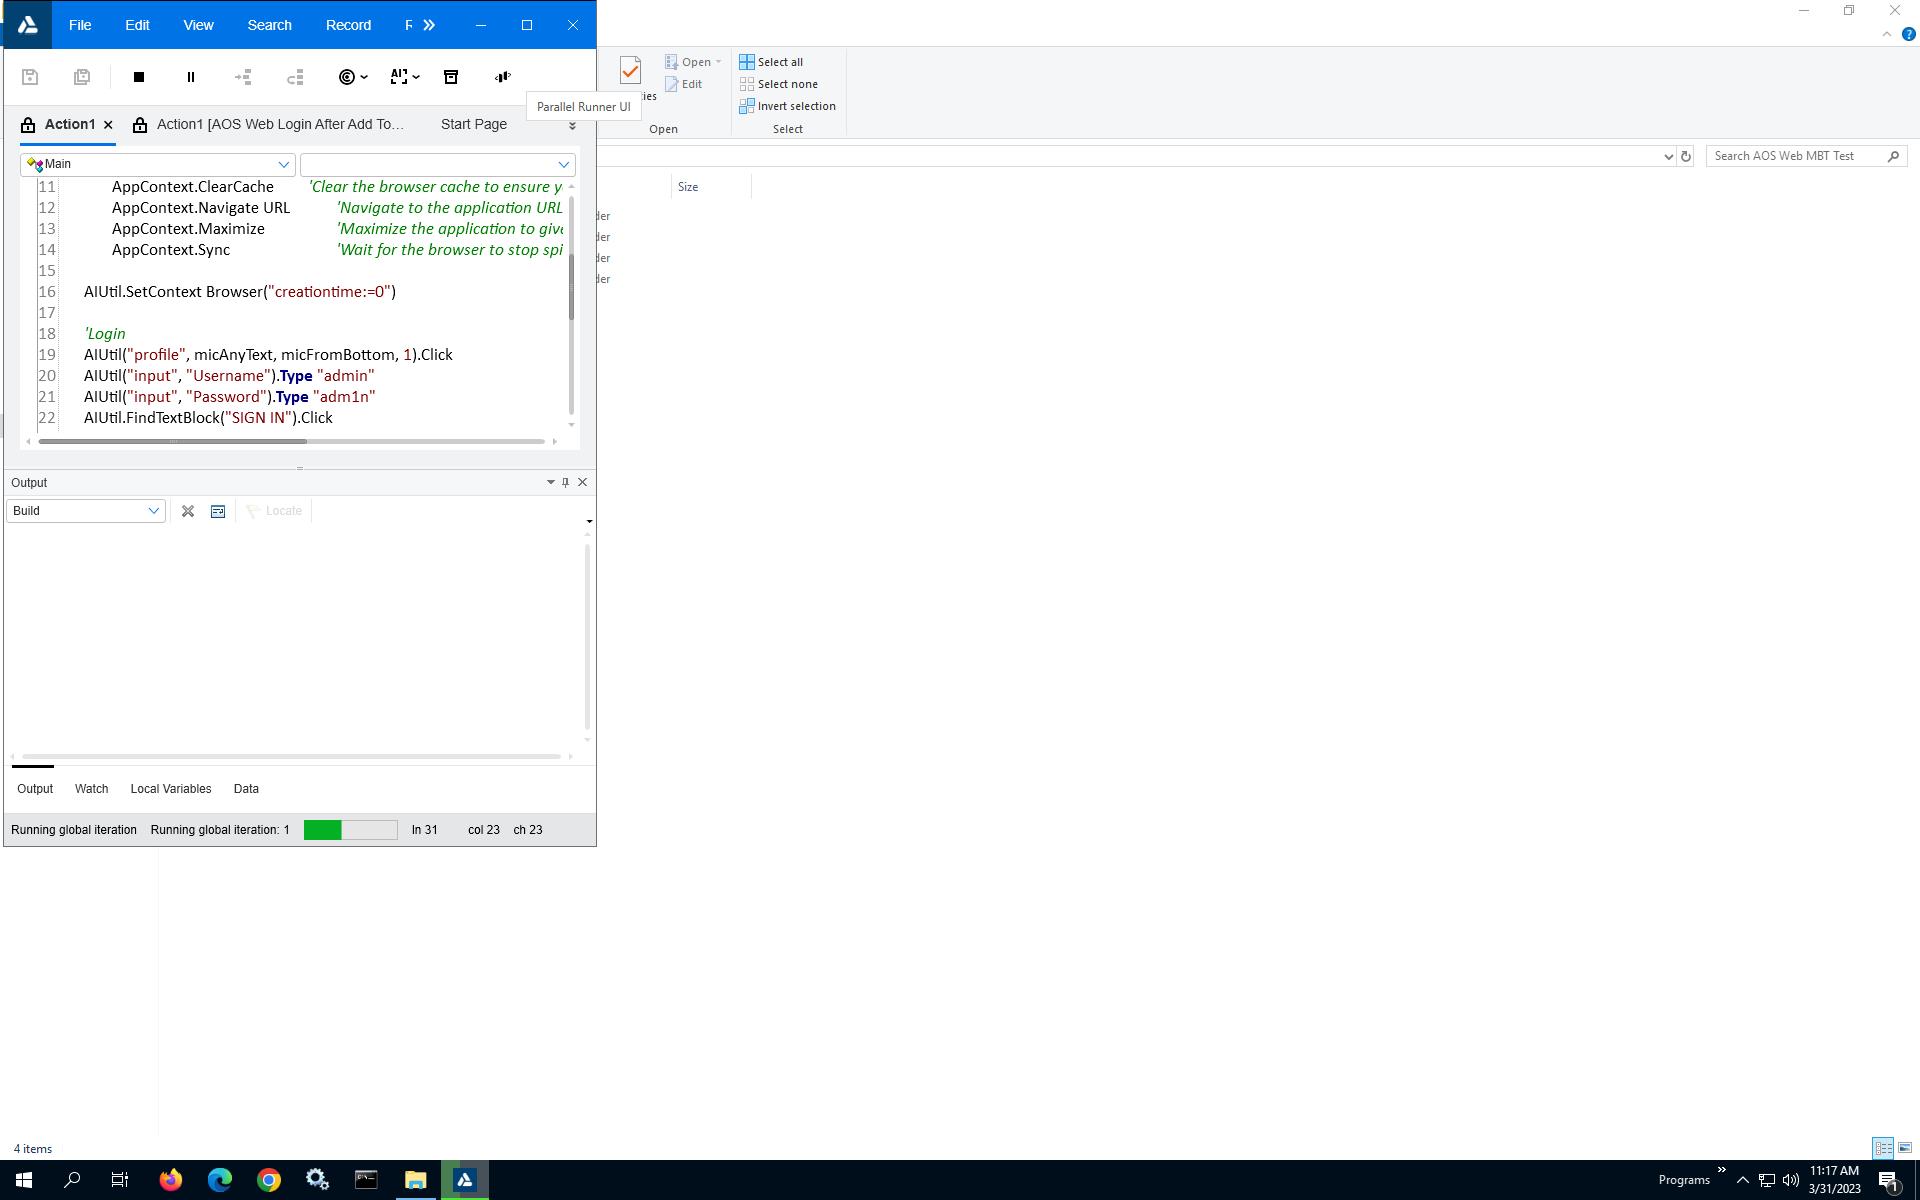 File Edit View Search Record
Parallel Runner UI
Action1 Action1 [AOS Web Login After Add To... Start Page
Main
11 AppContext.ClearCache 'Clear the browser cache to ensure y
12 AppContext.Navigate URL 'Navigate to the application URL
13 AppContext.Maximize 'Maximize the application to give
14 AppContext.Sync 'Wait for the browser to stop spi
15
16 AIUtil.SetContext Browser("creationtime:=0")
17
18 'Login
19 AIUtil("profile", micAnyText, micFromBottom, 1).Click
20 AIUtil("input", "Username").Type "admin"
21 AIUtil("input", "Password").Type "adm1n"
22 AIUtil.FindTextBlock("SIGN IN").Click
Output
Build Locate
Output Watch Local Variables Data
Running global iteration Running global iteration: 1 ln 31 col 23 ch 23
ies
Open
Edit
Open
Select all
Select none
Invert selection
Select
Search AOS Web MBT Test
Size
der
der
der
der
4 items
Programs
11:17 AM
3/31/2023
1